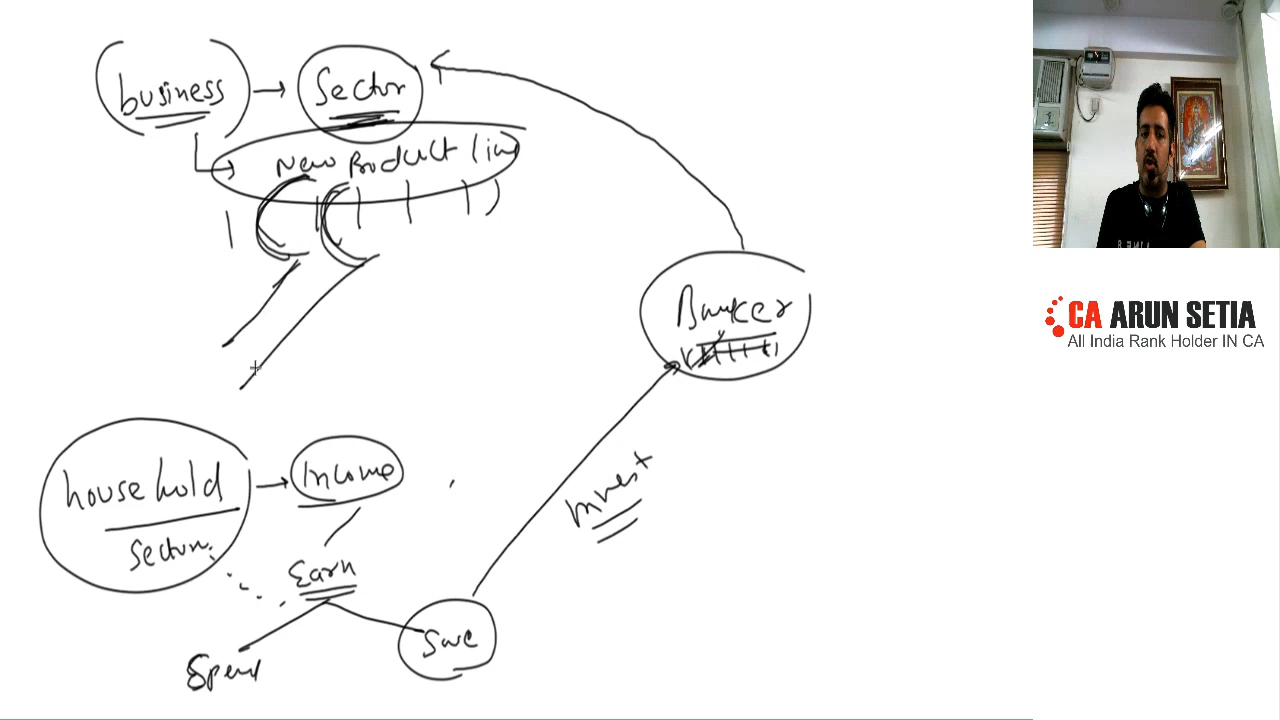 business
Sector
New Product line
Banker
Invest
household
Sector
Income
Earn
Spend
Save
CA ARUN SETIA
All India Rank Holder IN CA